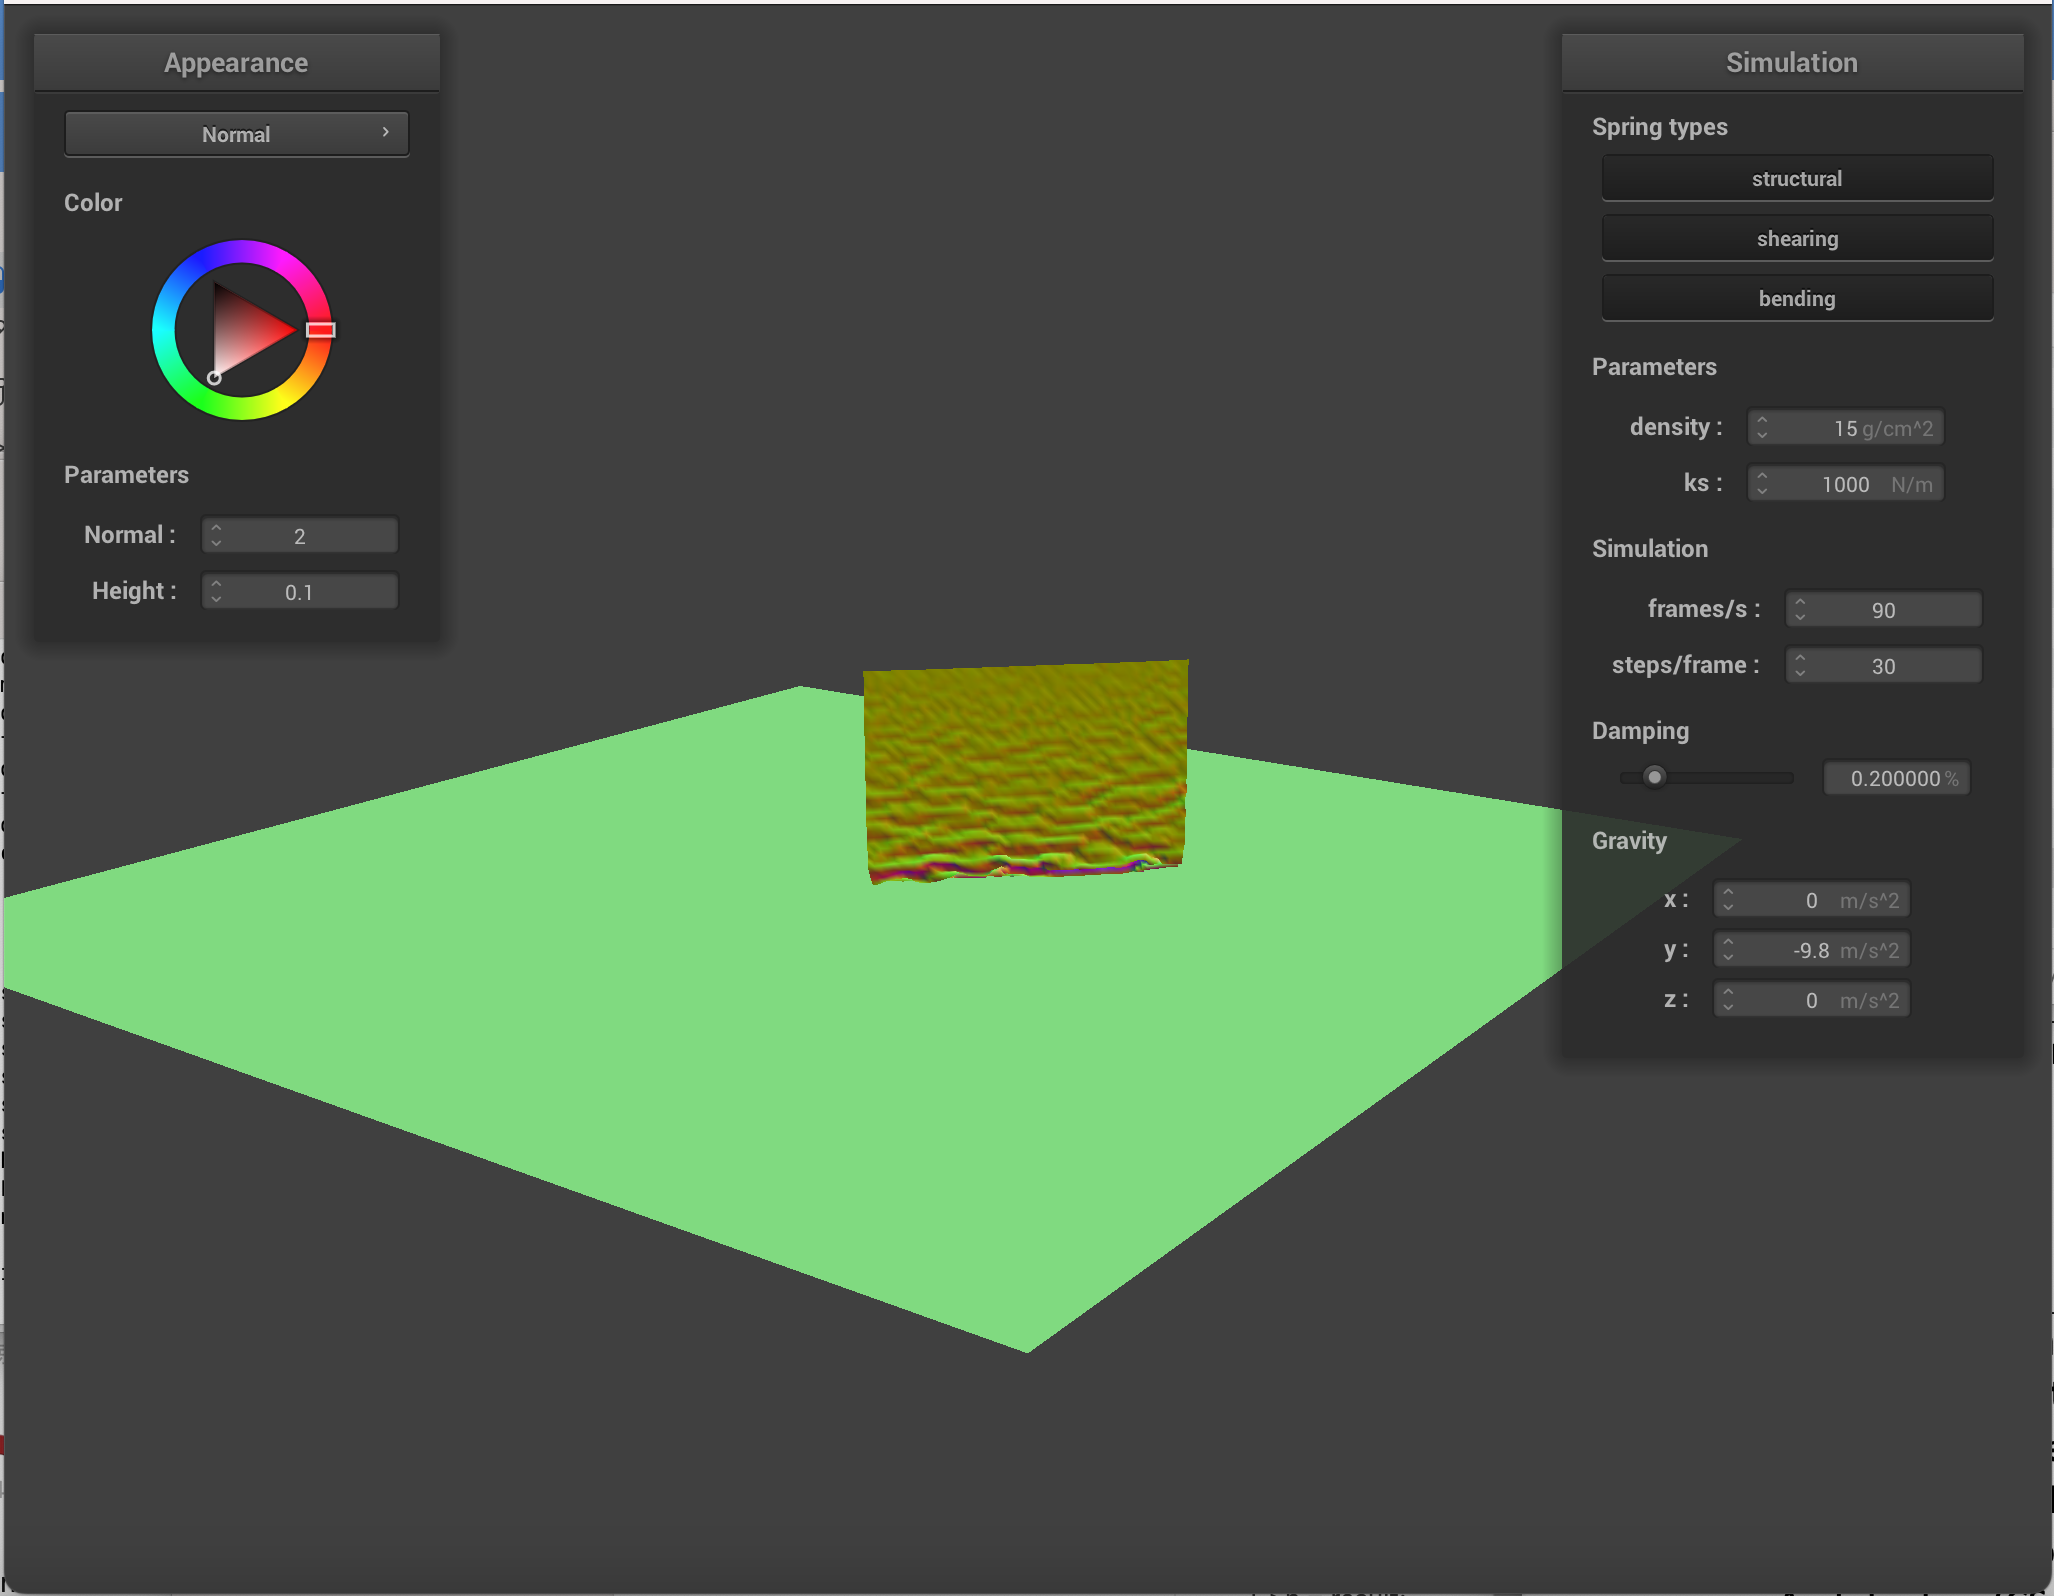 Appearance
Normal
Color
Parameters
Normal : 2
Height : 0.1
Simulation
Spring types
structural
shearing
bending
Parameters
density : 15 g/cm^2
ks : 1000 N/m
Simulation
frames/s : 90
steps/frame : 30
Damping
0.200000 %
Gravity
x : 0 m/s^2
y : -9.8 m/s^2
z : 0 m/s^2